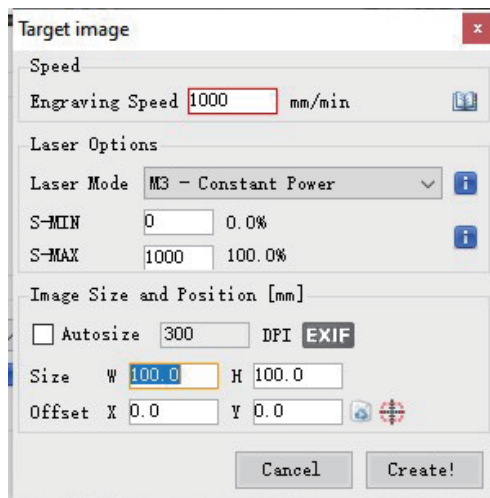 Target image x
Speed
Engraving Speed 1000 mm/min
Laser Options
Laser Mode M3 - Constant Power
S-MIN 0 0.0%
S-MAX 1000 100.0%
Image Size and Position [mm]
Autosize 300 DPI EXIF
Size W 100.0 H 100.0
Offset X 0.0 Y 0.0
Cancel Create!